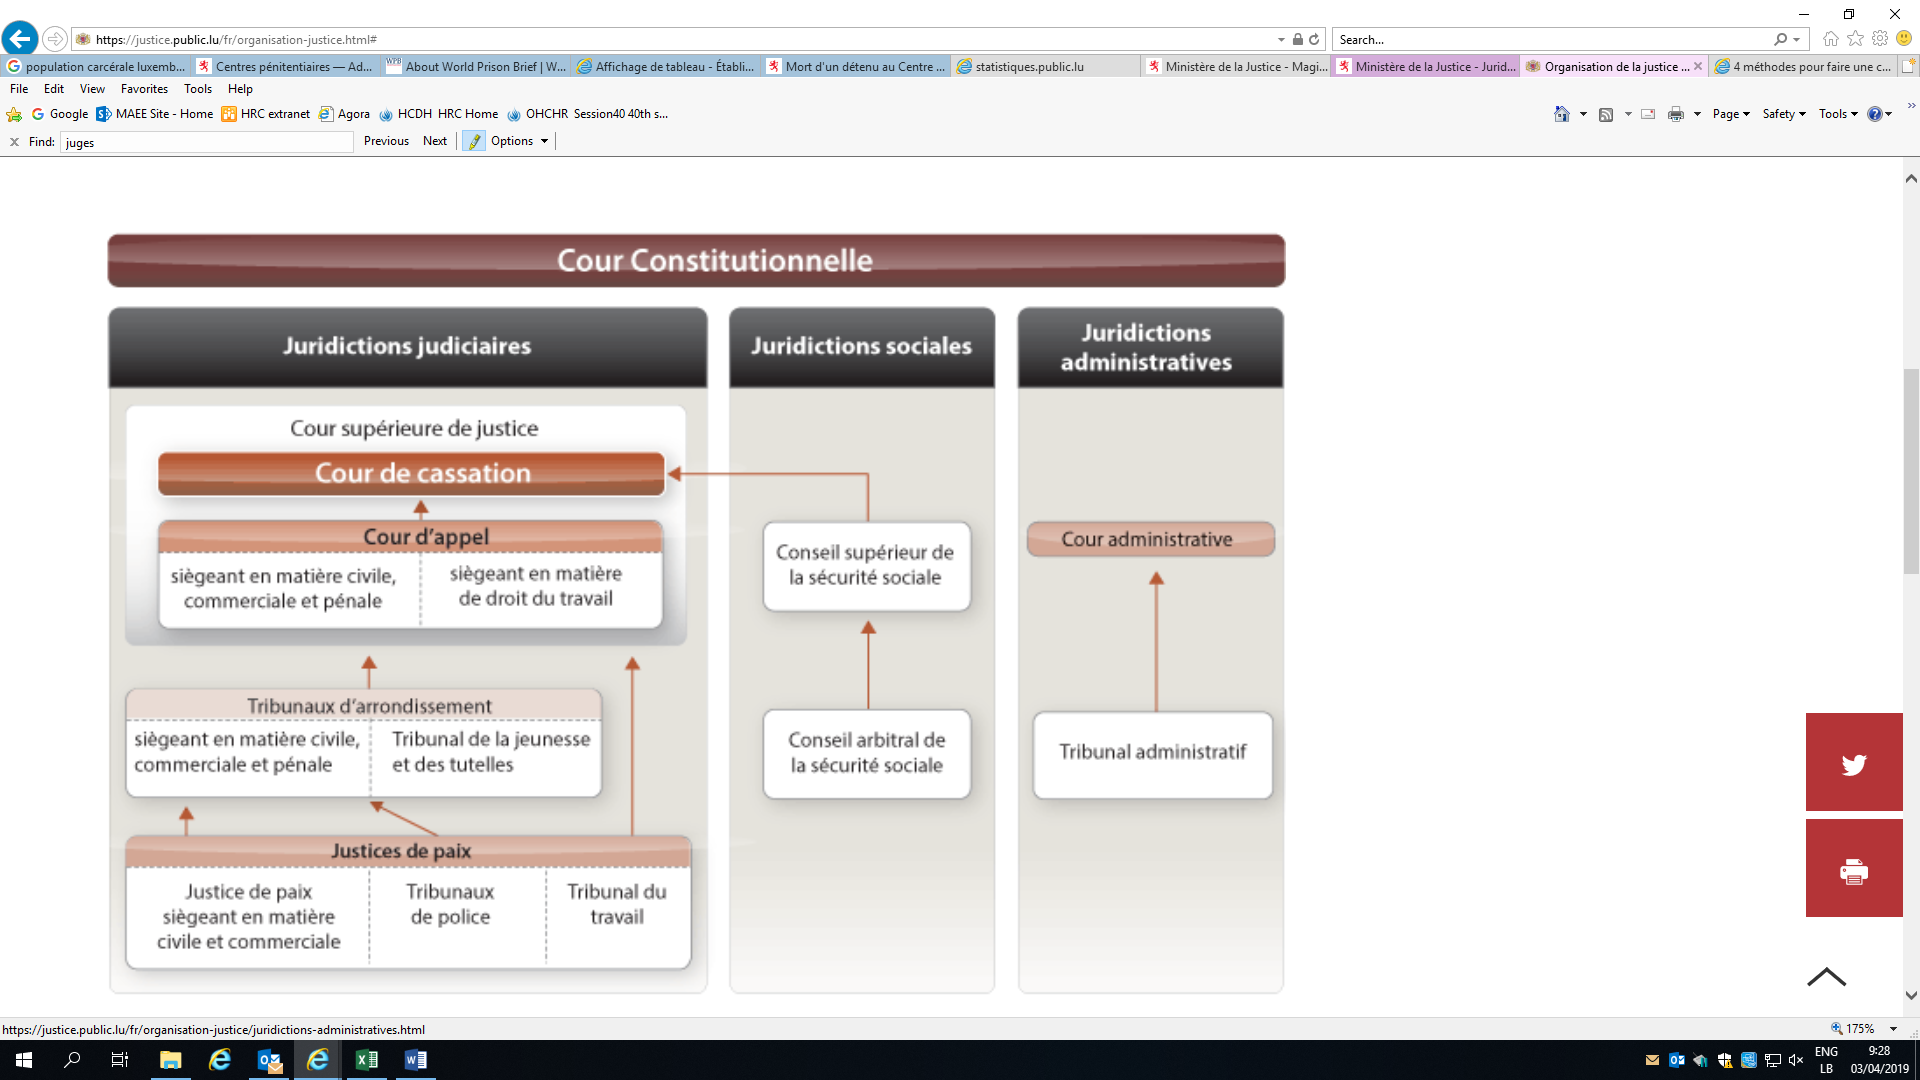 https://justice.public.lu/fr/organisation-justice.html#
Search...
population carcérale luxemb...
Centres pénitentiaires — Ad...
WPB
About World Prison Brief | W...
Affichage de tableau - Établi...
Mort d'un détenu au Centre ...
statistiques.public.lu
Ministère de la Justice - Magi...
Ministère de la Justice - Jurid...
Organisation de la justice ...
4 méthodes pour faire une c...
File Edit View Favorites Tools Help
Google
MAEE Site - Home
HRC extranet
Agora
HCDH HRC Home
OHCHR Session40 40th s...
Page
Safety
Tools
Find: juges
Previous Next
Options
Cour Constitutionnelle
Juridictions judiciaires
Cour supérieure de justice
Cour de cassation
Cour d'appel
siègeant en matière civile,
commerciale et pénale
siègeant en matière
de droit du travail
Tribunaux d'arrondissement
siègeant en matière civile,
commerciale et pénale
Tribunal de la jeunesse
et des tutelles
Justices de paix
Justice de paix
siègeant en matière
civile et commerciale
Tribunaux
de police
Tribunal du
travail
Juridictions sociales
Conseil supérieur de
la sécurité sociale
Conseil arbitral de
la sécurité sociale
Juridictions
administratives
Cour administrative
Tribunal administratif
https://justice.public.lu/fr/organisation-justice/juridictions-administratives.html
175%
ENG
LB
9:28
03/04/2019